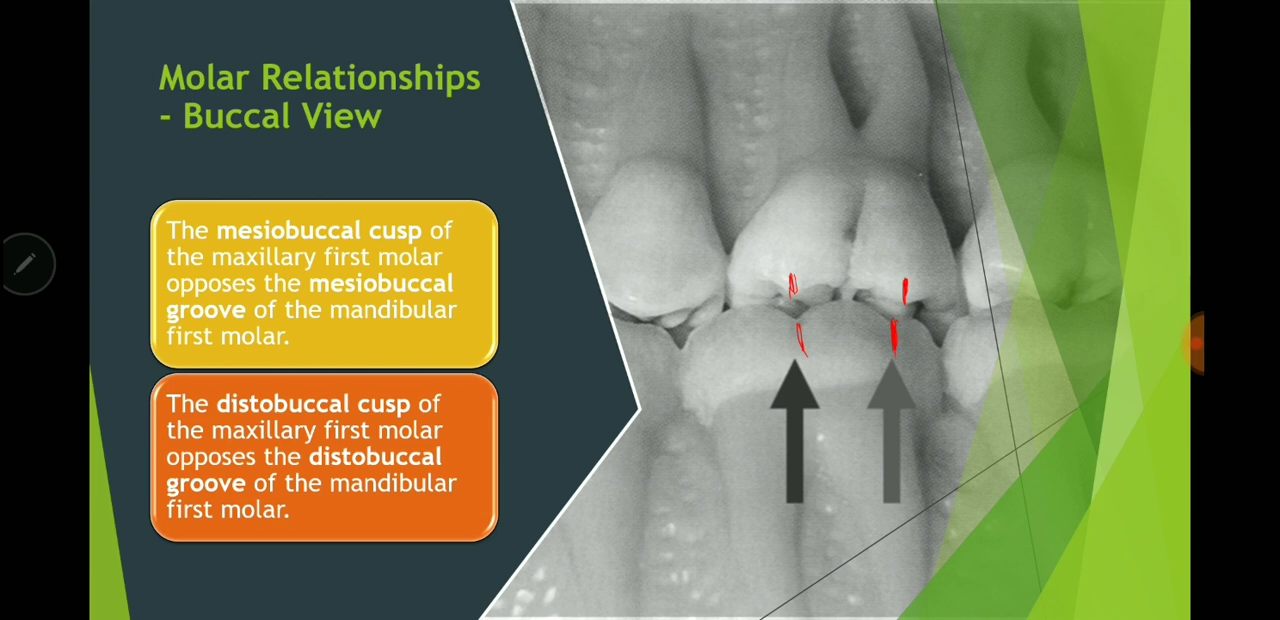 Molar Relationships
- Buccal View
The mesiobuccal cusp of
the maxillary first molar
opposes the mesiobuccal
groove of the mandibular
first molar.
The distobuccal cusp of
the maxillary first molar
opposes the distobuccal
groove of the mandibular
first molar.